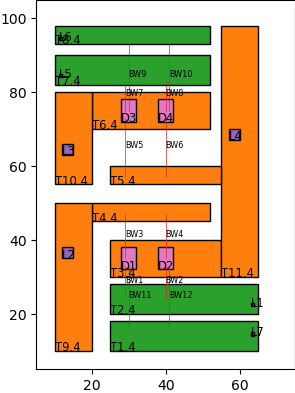 100
L6
T8.4
BW9 BW10
L5
T7.4
80
BW7 BW8
D3 D4
T6.4
L4
BW5 BW6
L3
60
T10.4 T5.4
T4.4
40
BW3 BW4
L2
D1 D2
T3.4 T11.4
BW1 BW2
BW11 BW12
L1
T2.4
20
L7
T9.4 T1.4
20 40 60